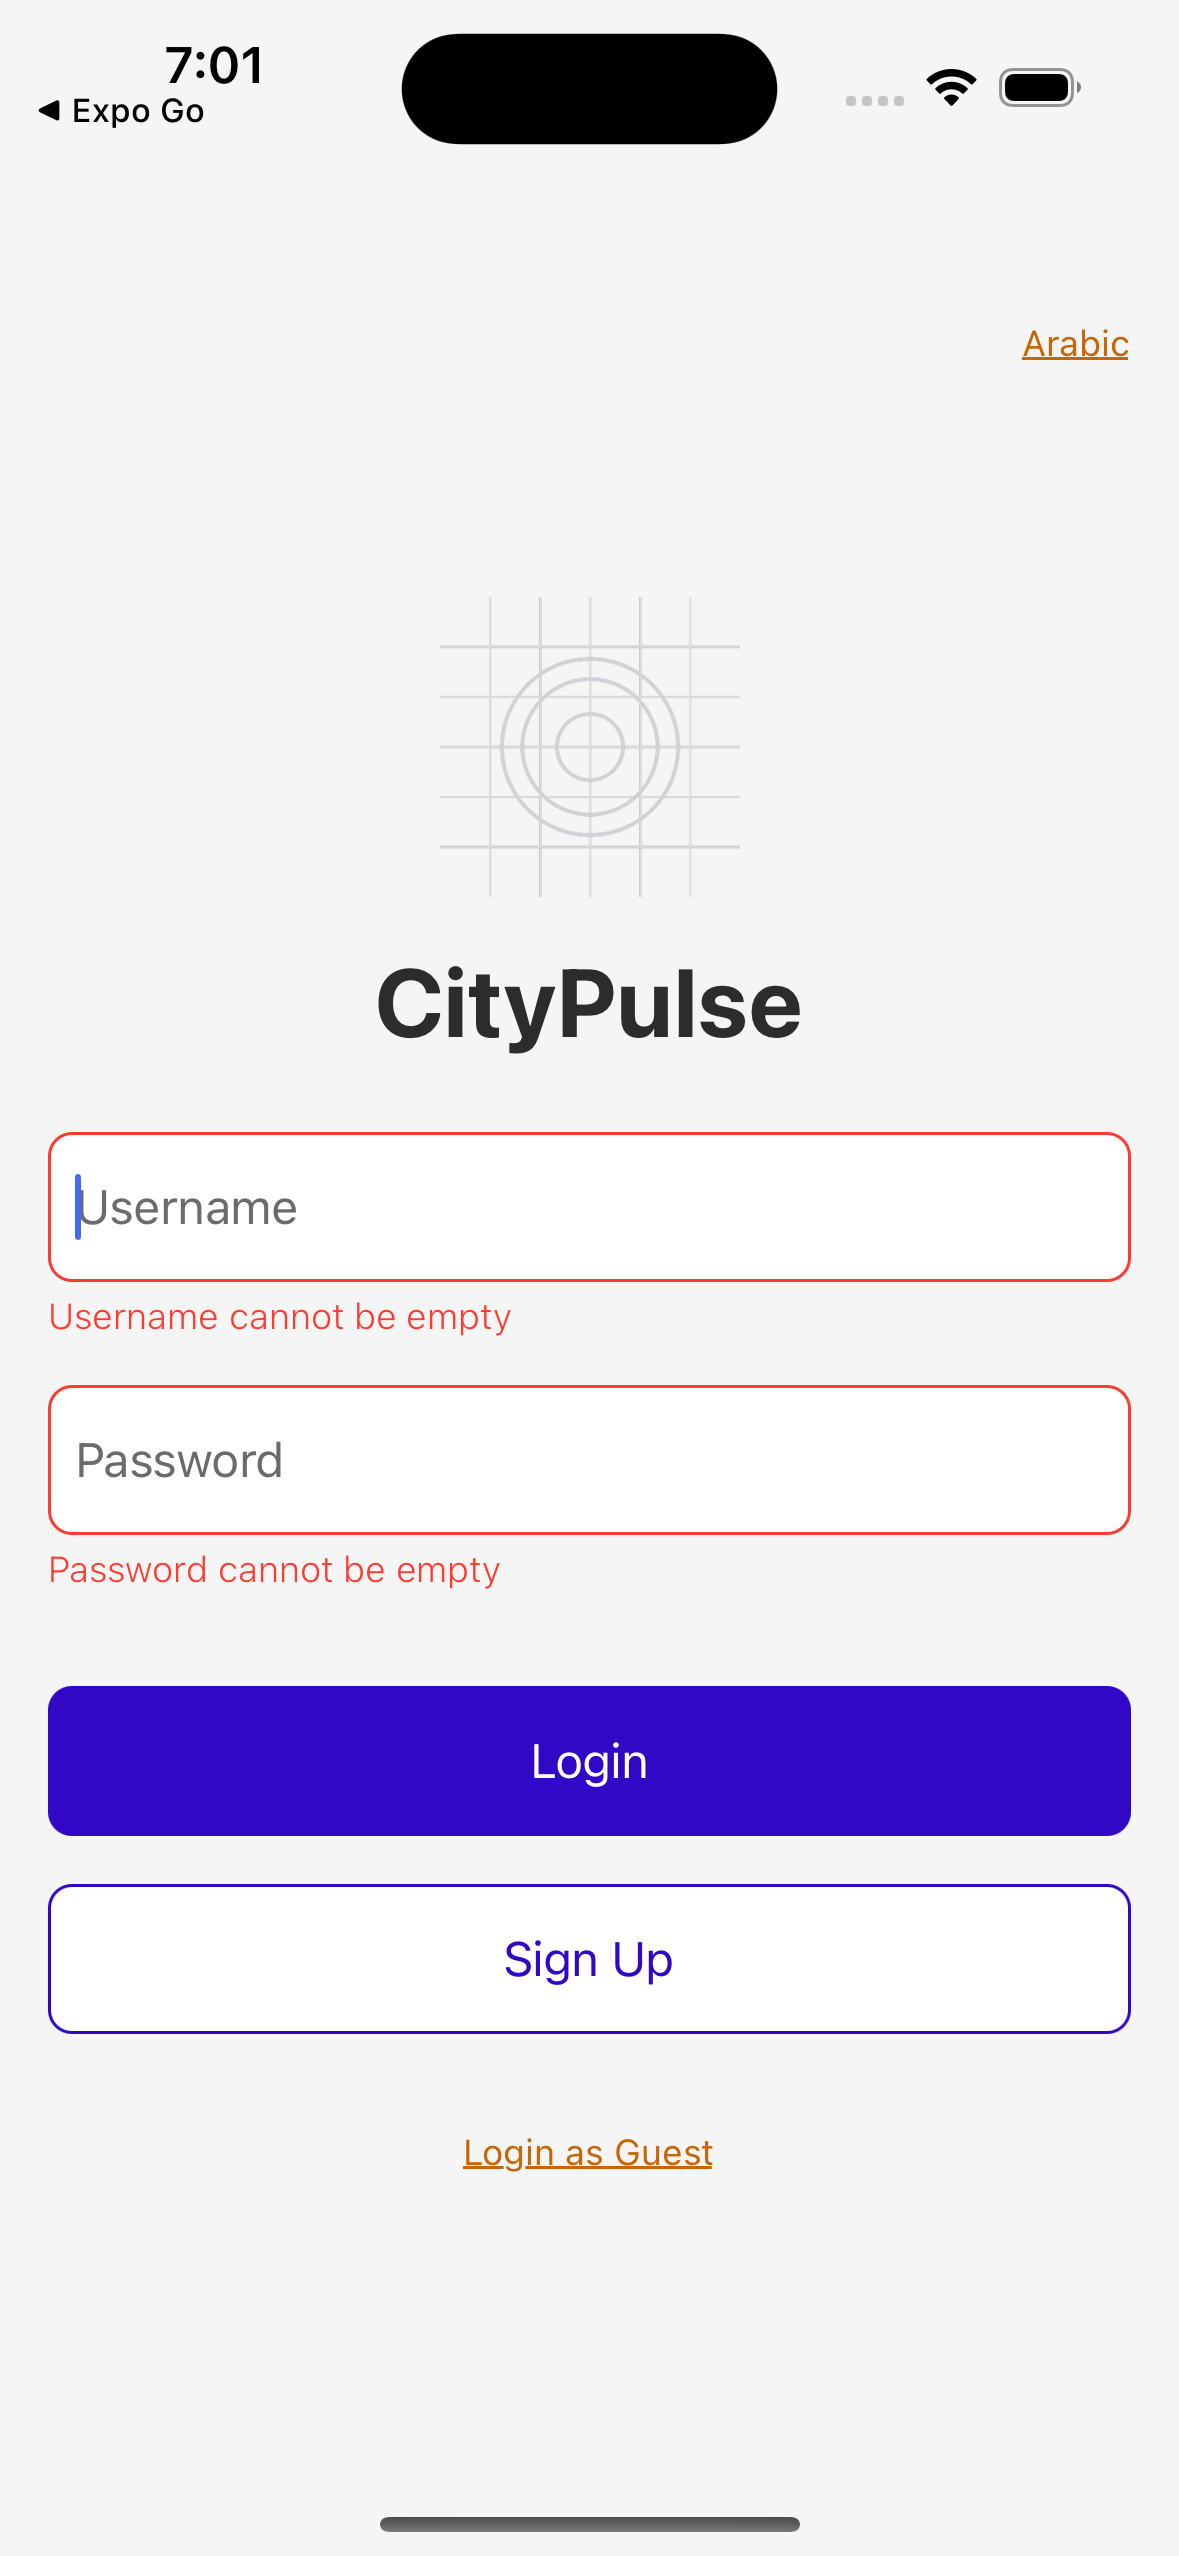 7:01
Expo Go
Arabic
CityPulse
Username
Username cannot be empty
Password
Password cannot be empty
Login
Sign Up
Login as Guest